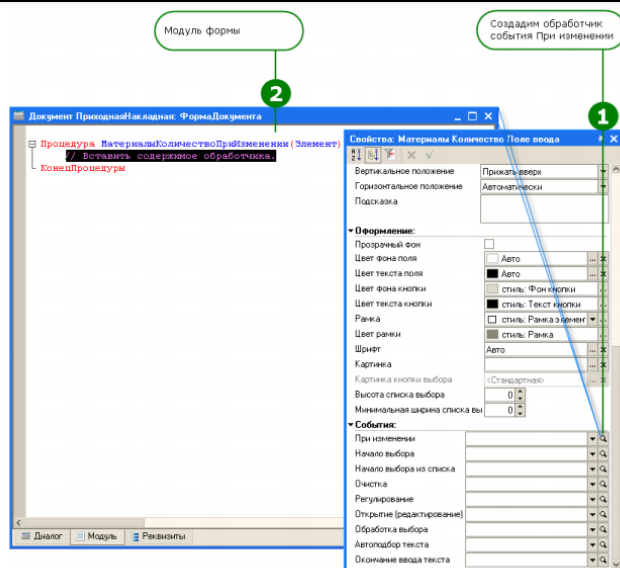 Модуль формы
Создадим обработчик
события При изменении
2
1
Документ ПриходнаяНакладная: ФормаДокумента
Процедура МатериалыКоличествоПриИзменении(Элемент)
// Вставить содержимое обработчика.
КонецПроцедуры
Диалог Модуль Реквизиты
Свойства: Материалы Количество Поле ввода
Вертикальное положение Прижать вверх
Горизонтальное положение Автоматически
Подсказка
Оформление:
Прозрачный фон
Цвет фона поля Авто ... x
Цвет текста поля Авто ... x
Цвет фона кнопки стиль: Фон кнопки ...
Цвет текста кнопки стиль: Текст кнопки ...
Рамка стиль: Рамка элемент ...
Цвет рамки стиль: Рамка ...
Шрифт Авто ... x
Картинка ... x
Картинка кнопки выбора <Стандартная> ... x
Высота списка выбора 0
Минимальная ширина списка вы 0
События:
При изменении
Начало выбора
Начало выбора из списка
Очистка
Регулирование
Открытие (редактирование)
Обработка выбора
Автоподбор текста
Окончание ввода текста